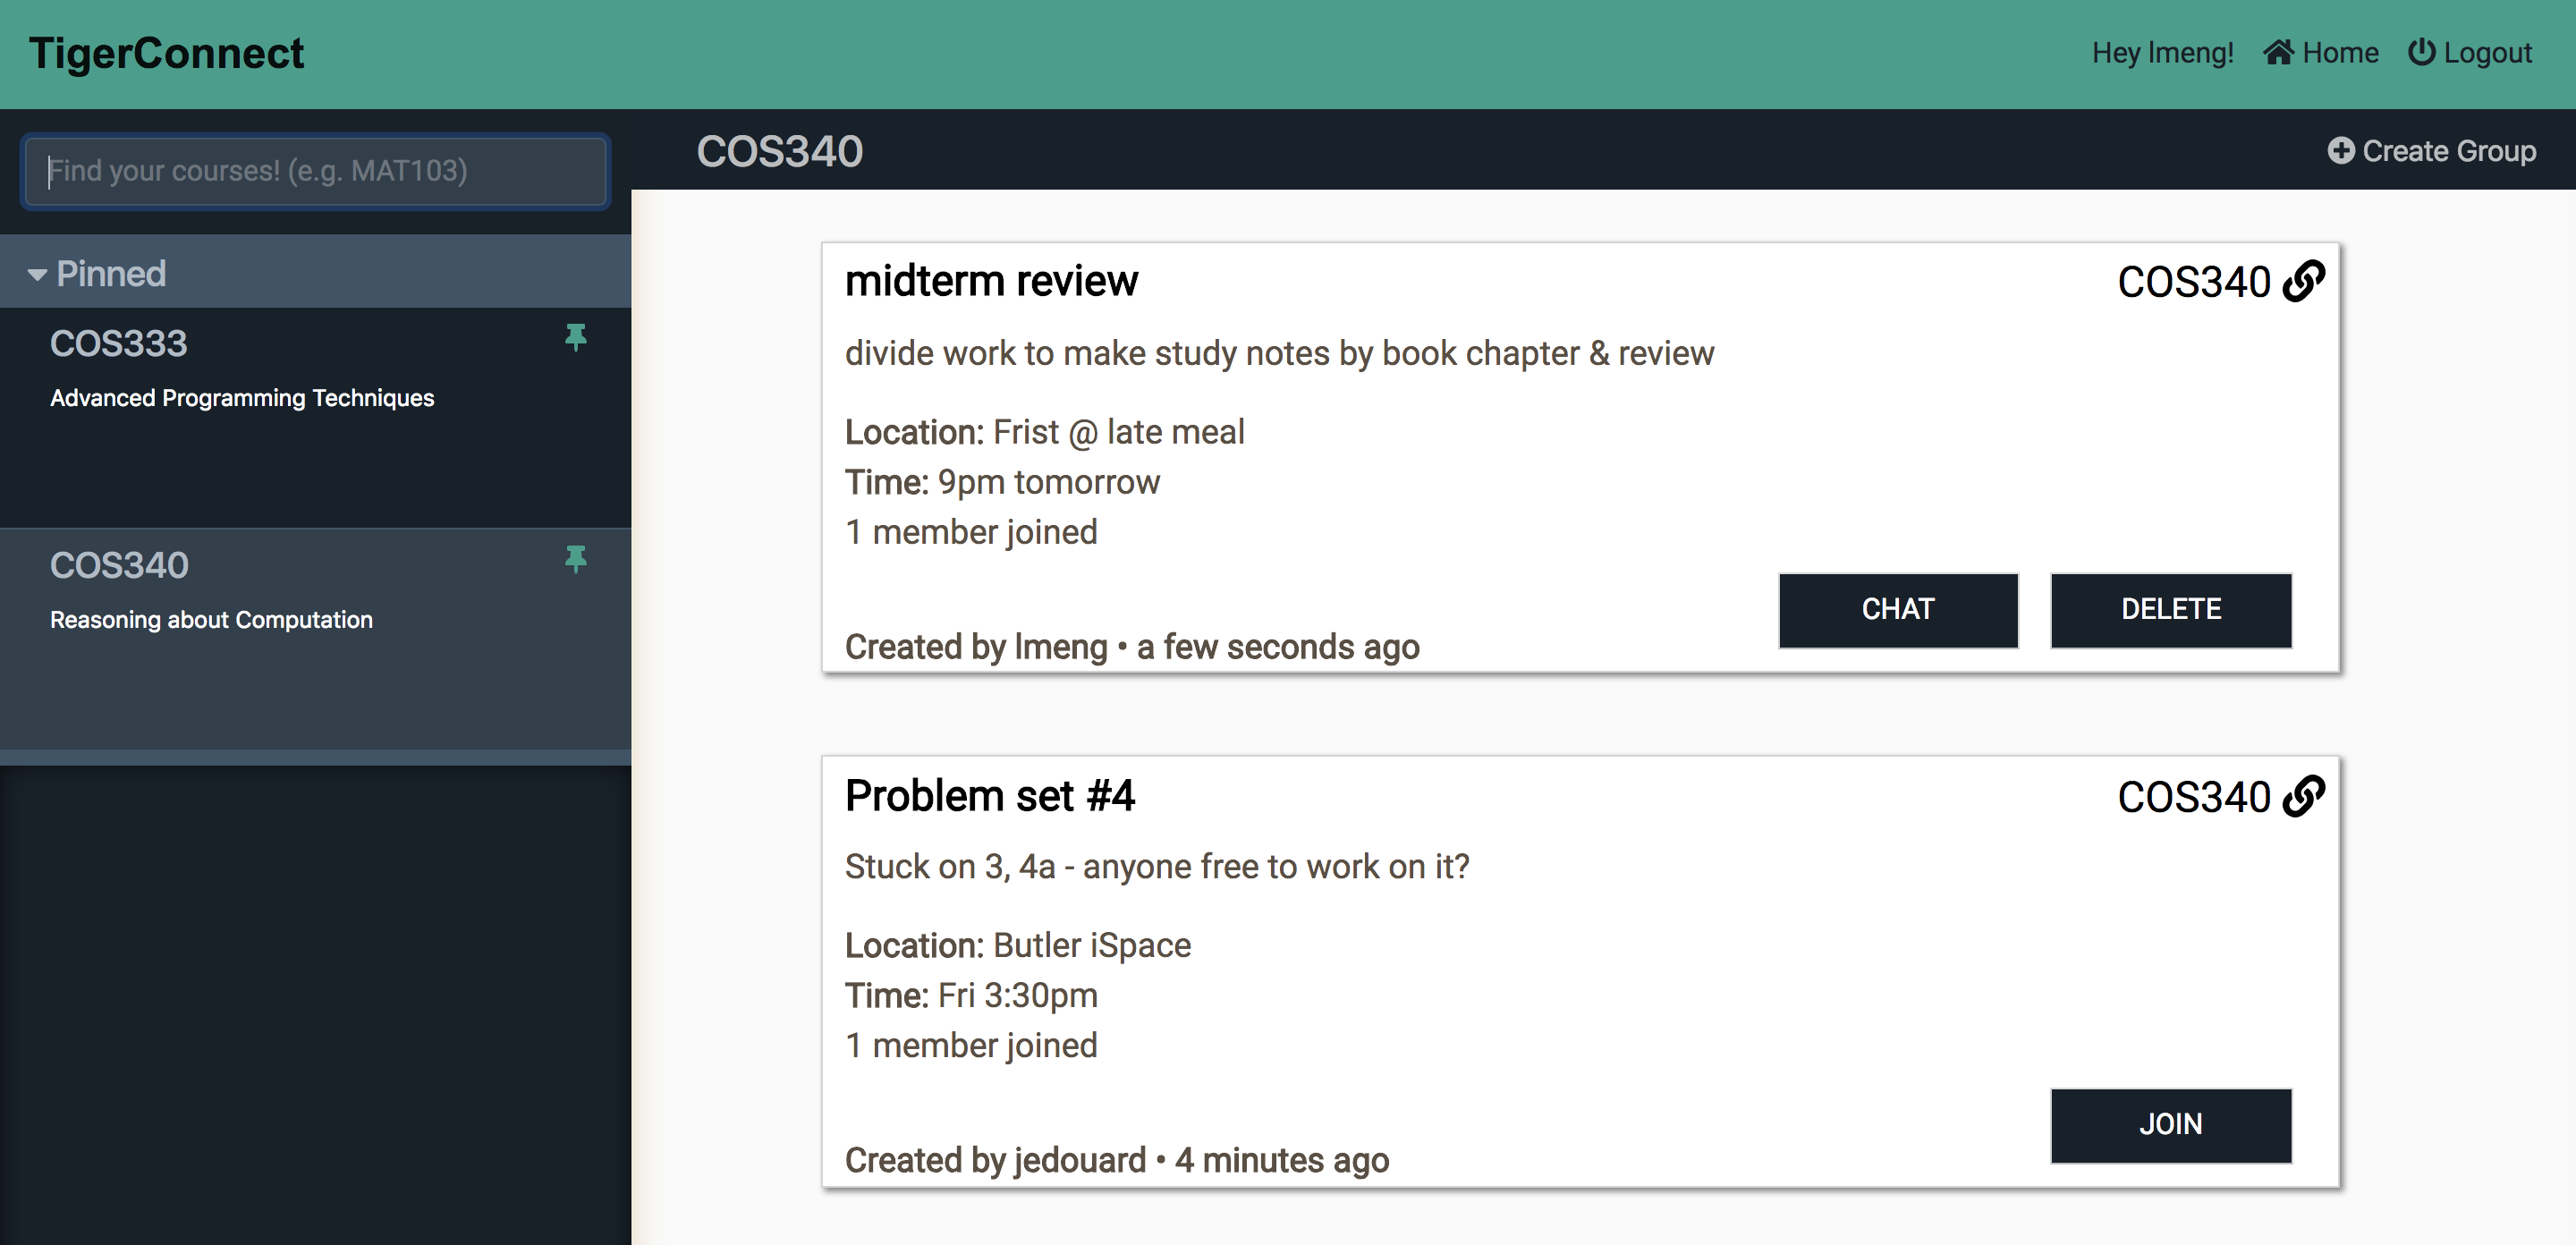 TigerConnect
Hey lmeng! Home Logout
Find your courses! (e.g. MAT103)
Pinned
COS333
Advanced Programming Techniques
COS340
Reasoning about Computation
COS340
Create Group
midterm review
COS340
divide work to make study notes by book chapter & review
Location: Frist @ late meal
Time: 9pm tomorrow
1 member joined
CHAT
DELETE
Created by lmeng • a few seconds ago
Problem set #4
COS340
Stuck on 3, 4a - anyone free to work on it?
Location: Butler iSpace
Time: Fri 3:30pm
1 member joined
JOIN
Created by jedouard • 4 minutes ago